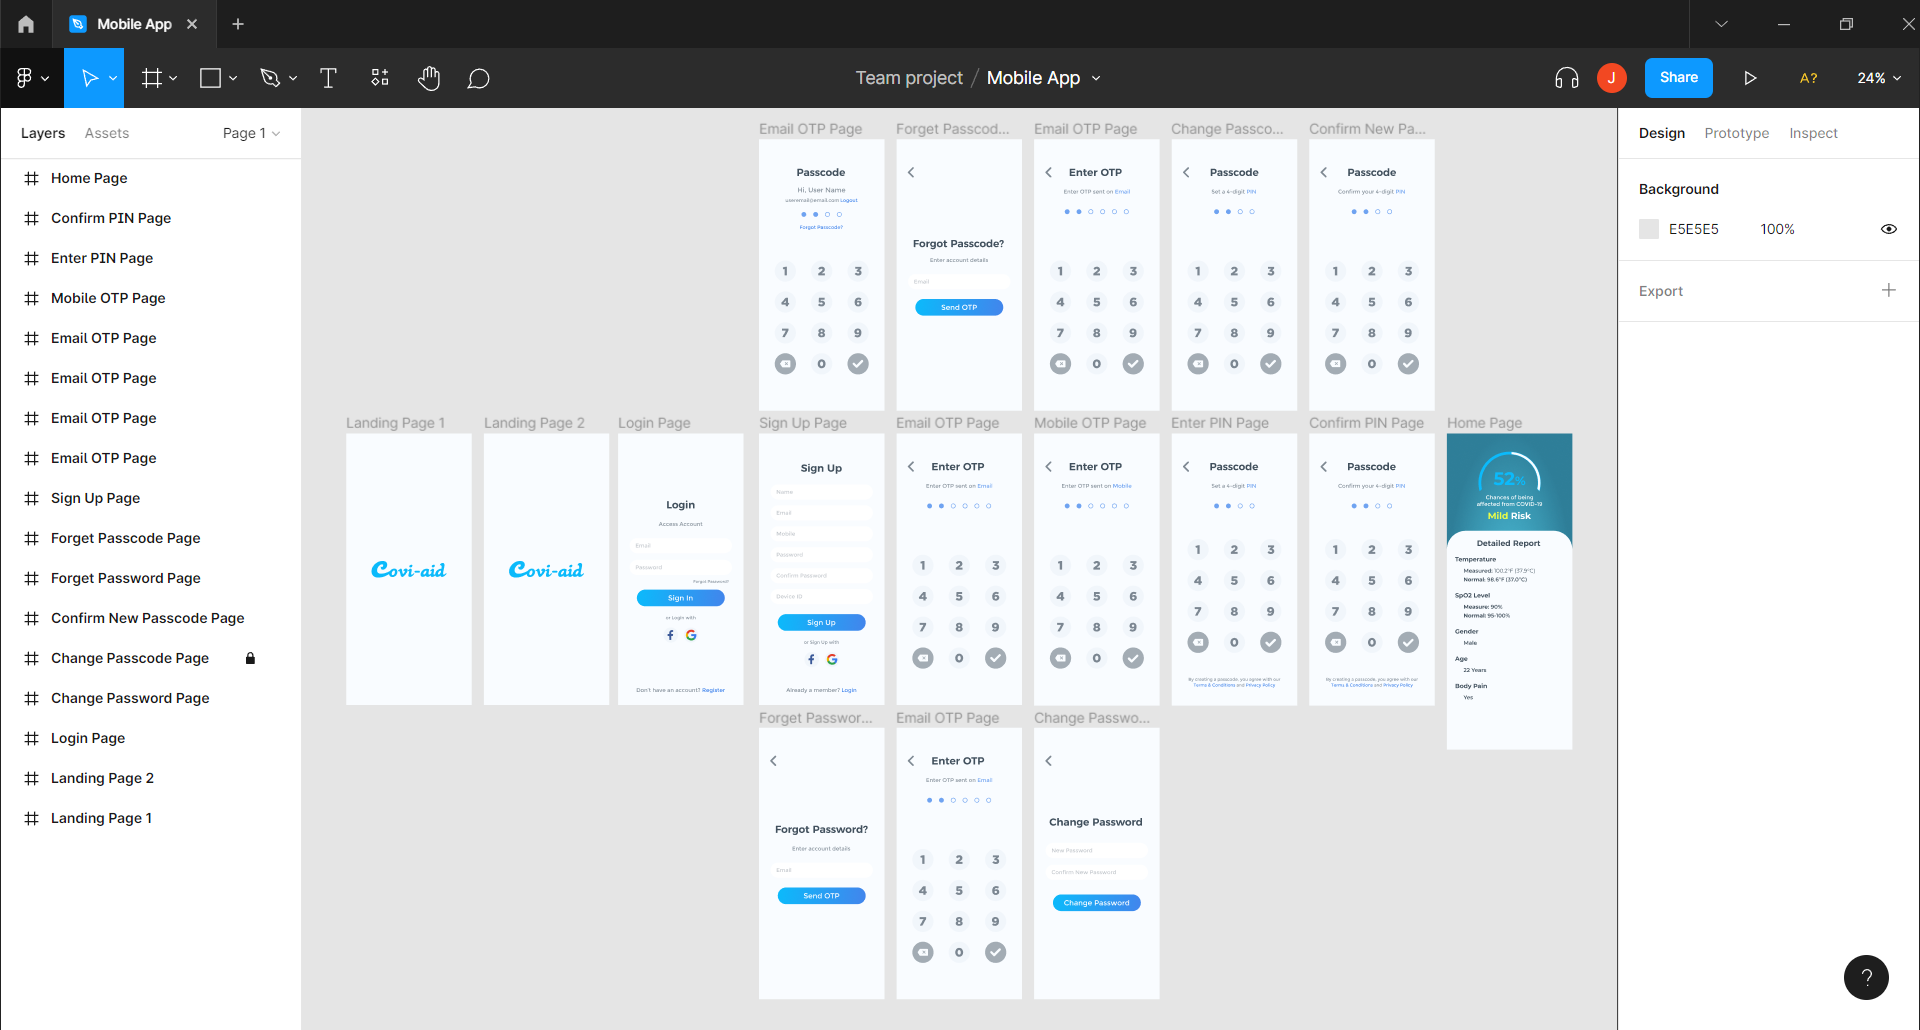 Mobile App
Team project / Mobile App
J
Share
A?
24%
Layers
Assets
Page 1
Home Page
Confirm PIN Page
Enter PIN Page
Mobile OTP Page
Email OTP Page
Email OTP Page
Email OTP Page
Email OTP Page
Sign Up Page
Forget Passcode Page
Forget Password Page
Confirm New Passcode Page
Change Passcode Page
Change Password Page
Login Page
Landing Page 2
Landing Page 1
Email OTP Page
Passcode
Hi, User Name
useremail@email.com Logout
Forgot Passcode?
1 2 3
4 5 6
7 8 9
0
Forget Passcod...
Forgot Passcode?
Enter account details
Email
Send OTP
Email OTP Page
Enter OTP
Enter OTP sent on Email
1 2 3
4 5 6
7 8 9
0
Change Passco...
Passcode
Set a 4-digit PIN
1 2 3
4 5 6
7 8 9
0
Confirm New Pa...
Passcode
Confirm your 4-digit PIN
1 2 3
4 5 6
7 8 9
0
Landing Page 1
Covi-aid
Landing Page 2
Covi-aid
Login Page
Login
Access Account
Email
Password
Forgot Password?
Sign In
or Login with
f G
Don't have an account? Register
Sign Up Page
Sign Up
Name
Email
Mobile
Password
Confirm Password
Device ID
Sign Up
or Sign Up with
f G
Already a member? Login
Email OTP Page
Enter OTP
Enter OTP sent on Email
1 2 3
4 5 6
7 8 9
0
Mobile OTP Page
Enter OTP
Enter OTP sent on Mobile
1 2 3
4 5 6
7 8 9
0
Enter PIN Page
Passcode
Set a 4-digit PIN
1 2 3
4 5 6
7 8 9
0
By creating a passcode, you agree with our
Terms & Conditions and Privacy Policy
Confirm PIN Page
Passcode
Confirm your 4-digit PIN
1 2 3
4 5 6
7 8 9
0
By creating a passcode, you agree with our
Terms & Conditions and Privacy Policy
Home Page
52%
Chances of being
affected from COVID-19
Mild Risk
Detailed Report
Temperature
Measured: 100.2°F (37.9°C)
Normal: 98.6°F (37.0°C)
SpO2 Level
Measure: 90%
Normal: 95-100%
Gender
Male
Age
22 Years
Body Pain
Yes
Forget Passwor...
Forgot Password?
Enter account details
Email
Send OTP
Email OTP Page
Enter OTP
Enter OTP sent on Email
1 2 3
4 5 6
7 8 9
0
Change Passwo...
Change Password
New Password
Confirm New Password
Change Password
Design
Prototype
Inspect
Background
E5E5E5
100%
Export
?